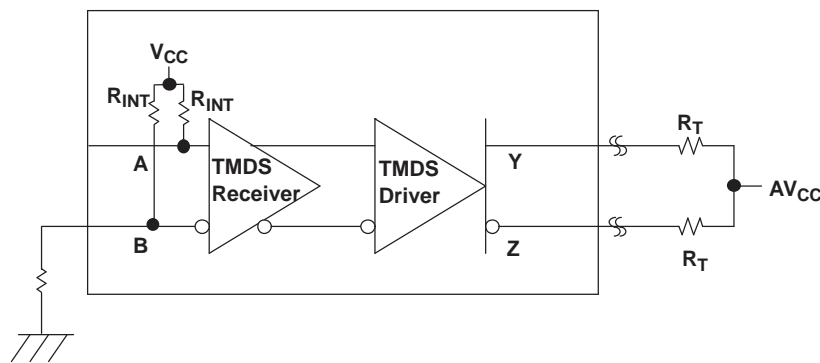 VCC
RINT
RINT
A
TMDS
Receiver
TMDS
Driver
Y
RT
AVCC
B
Z
RT